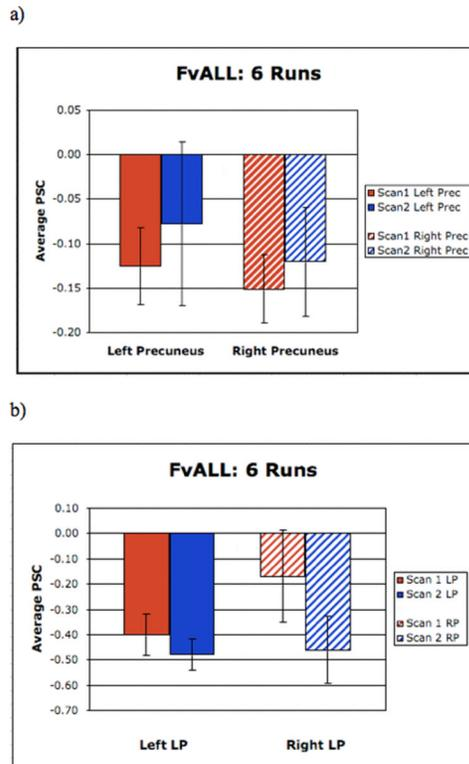 a)
FvALL: 6 Runs
Average PSC
0.05
0.00
-0.05
-0.10
-0.15
-0.20
Left Precuneus Right Precuneus
Scan1 Left Prec
Scan2 Left Prec
Scan1 Right Prec
Scan2 Right Prec
b)
FvALL: 6 Runs
Average PSC
0.10
0.00
-0.10
-0.20
-0.30
-0.40
-0.50
-0.60
-0.70
Left LP Right LP
Scan 1 LP
Scan 2 LP
Scan 1 RP
Scan 2 RP